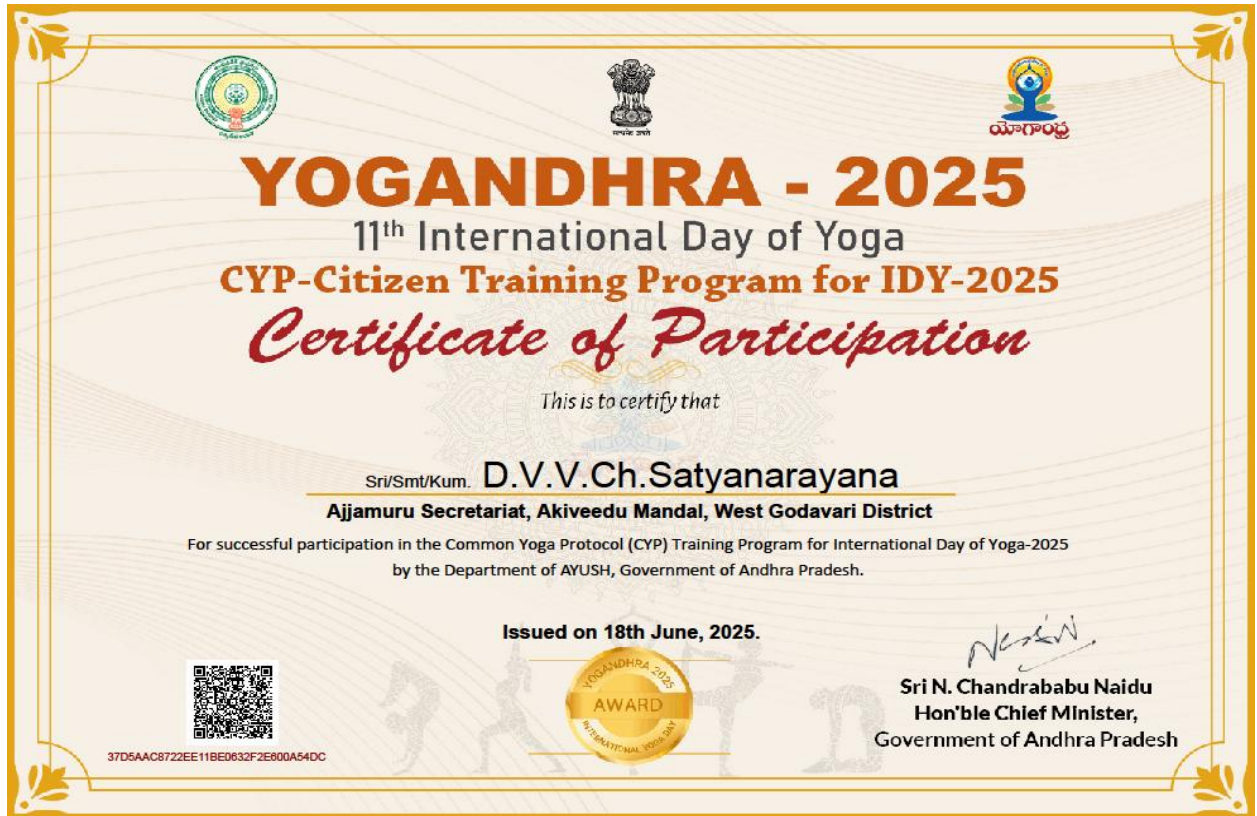 सत्यमेव जयते
యోగాంధ్ర
YOGANDHRA - 2025
11th International Day of Yoga
CYP-Citizen Training Program for IDY-2025
Certificate of Participation
This is to certify that
Sri/Smt/Kum. D.V.V.Ch.Satyanarayana
Ajjamuru Secretariat, Akiveedu Mandal, West Godavari District
For successful participation in the Common Yoga Protocol (CYP) Training Program for International Day of Yoga-2025
by the Department of AYUSH, Government of Andhra Pradesh.
Issued on 18th June, 2025.
YOGANDHRA 2025
AWARD
INTERNATIONAL YOGA DAY
Sri N. Chandrababu Naidu
Hon'ble Chief Minister,
Government of Andhra Pradesh
37D5AAC8722EE11BE0632F2E600A54DC